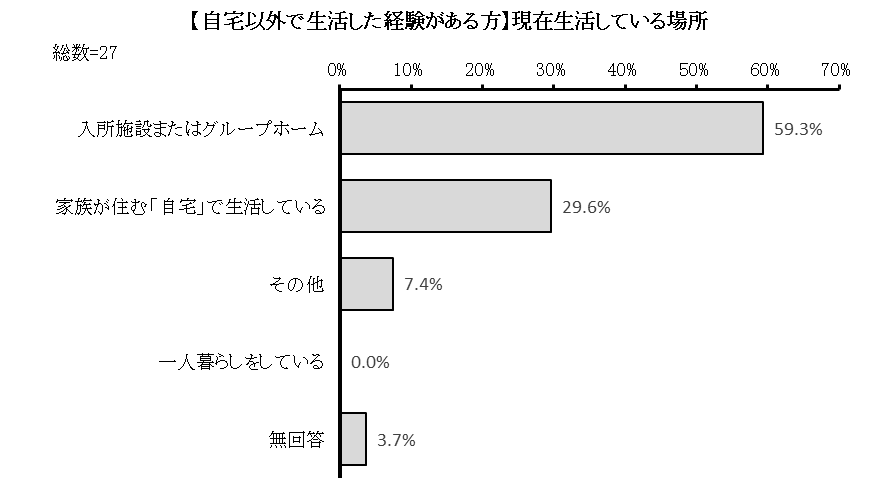 【自宅以外で生活した経験がある方】現在生活している場所
総数=27
0% 10% 20% 30% 40% 50% 60% 70%
入所施設またはグループホーム 59.3%
家族が住む「自宅」で生活している 29.6%
その他 7.4%
一人暮らしをしている 0.0%
無回答 3.7%